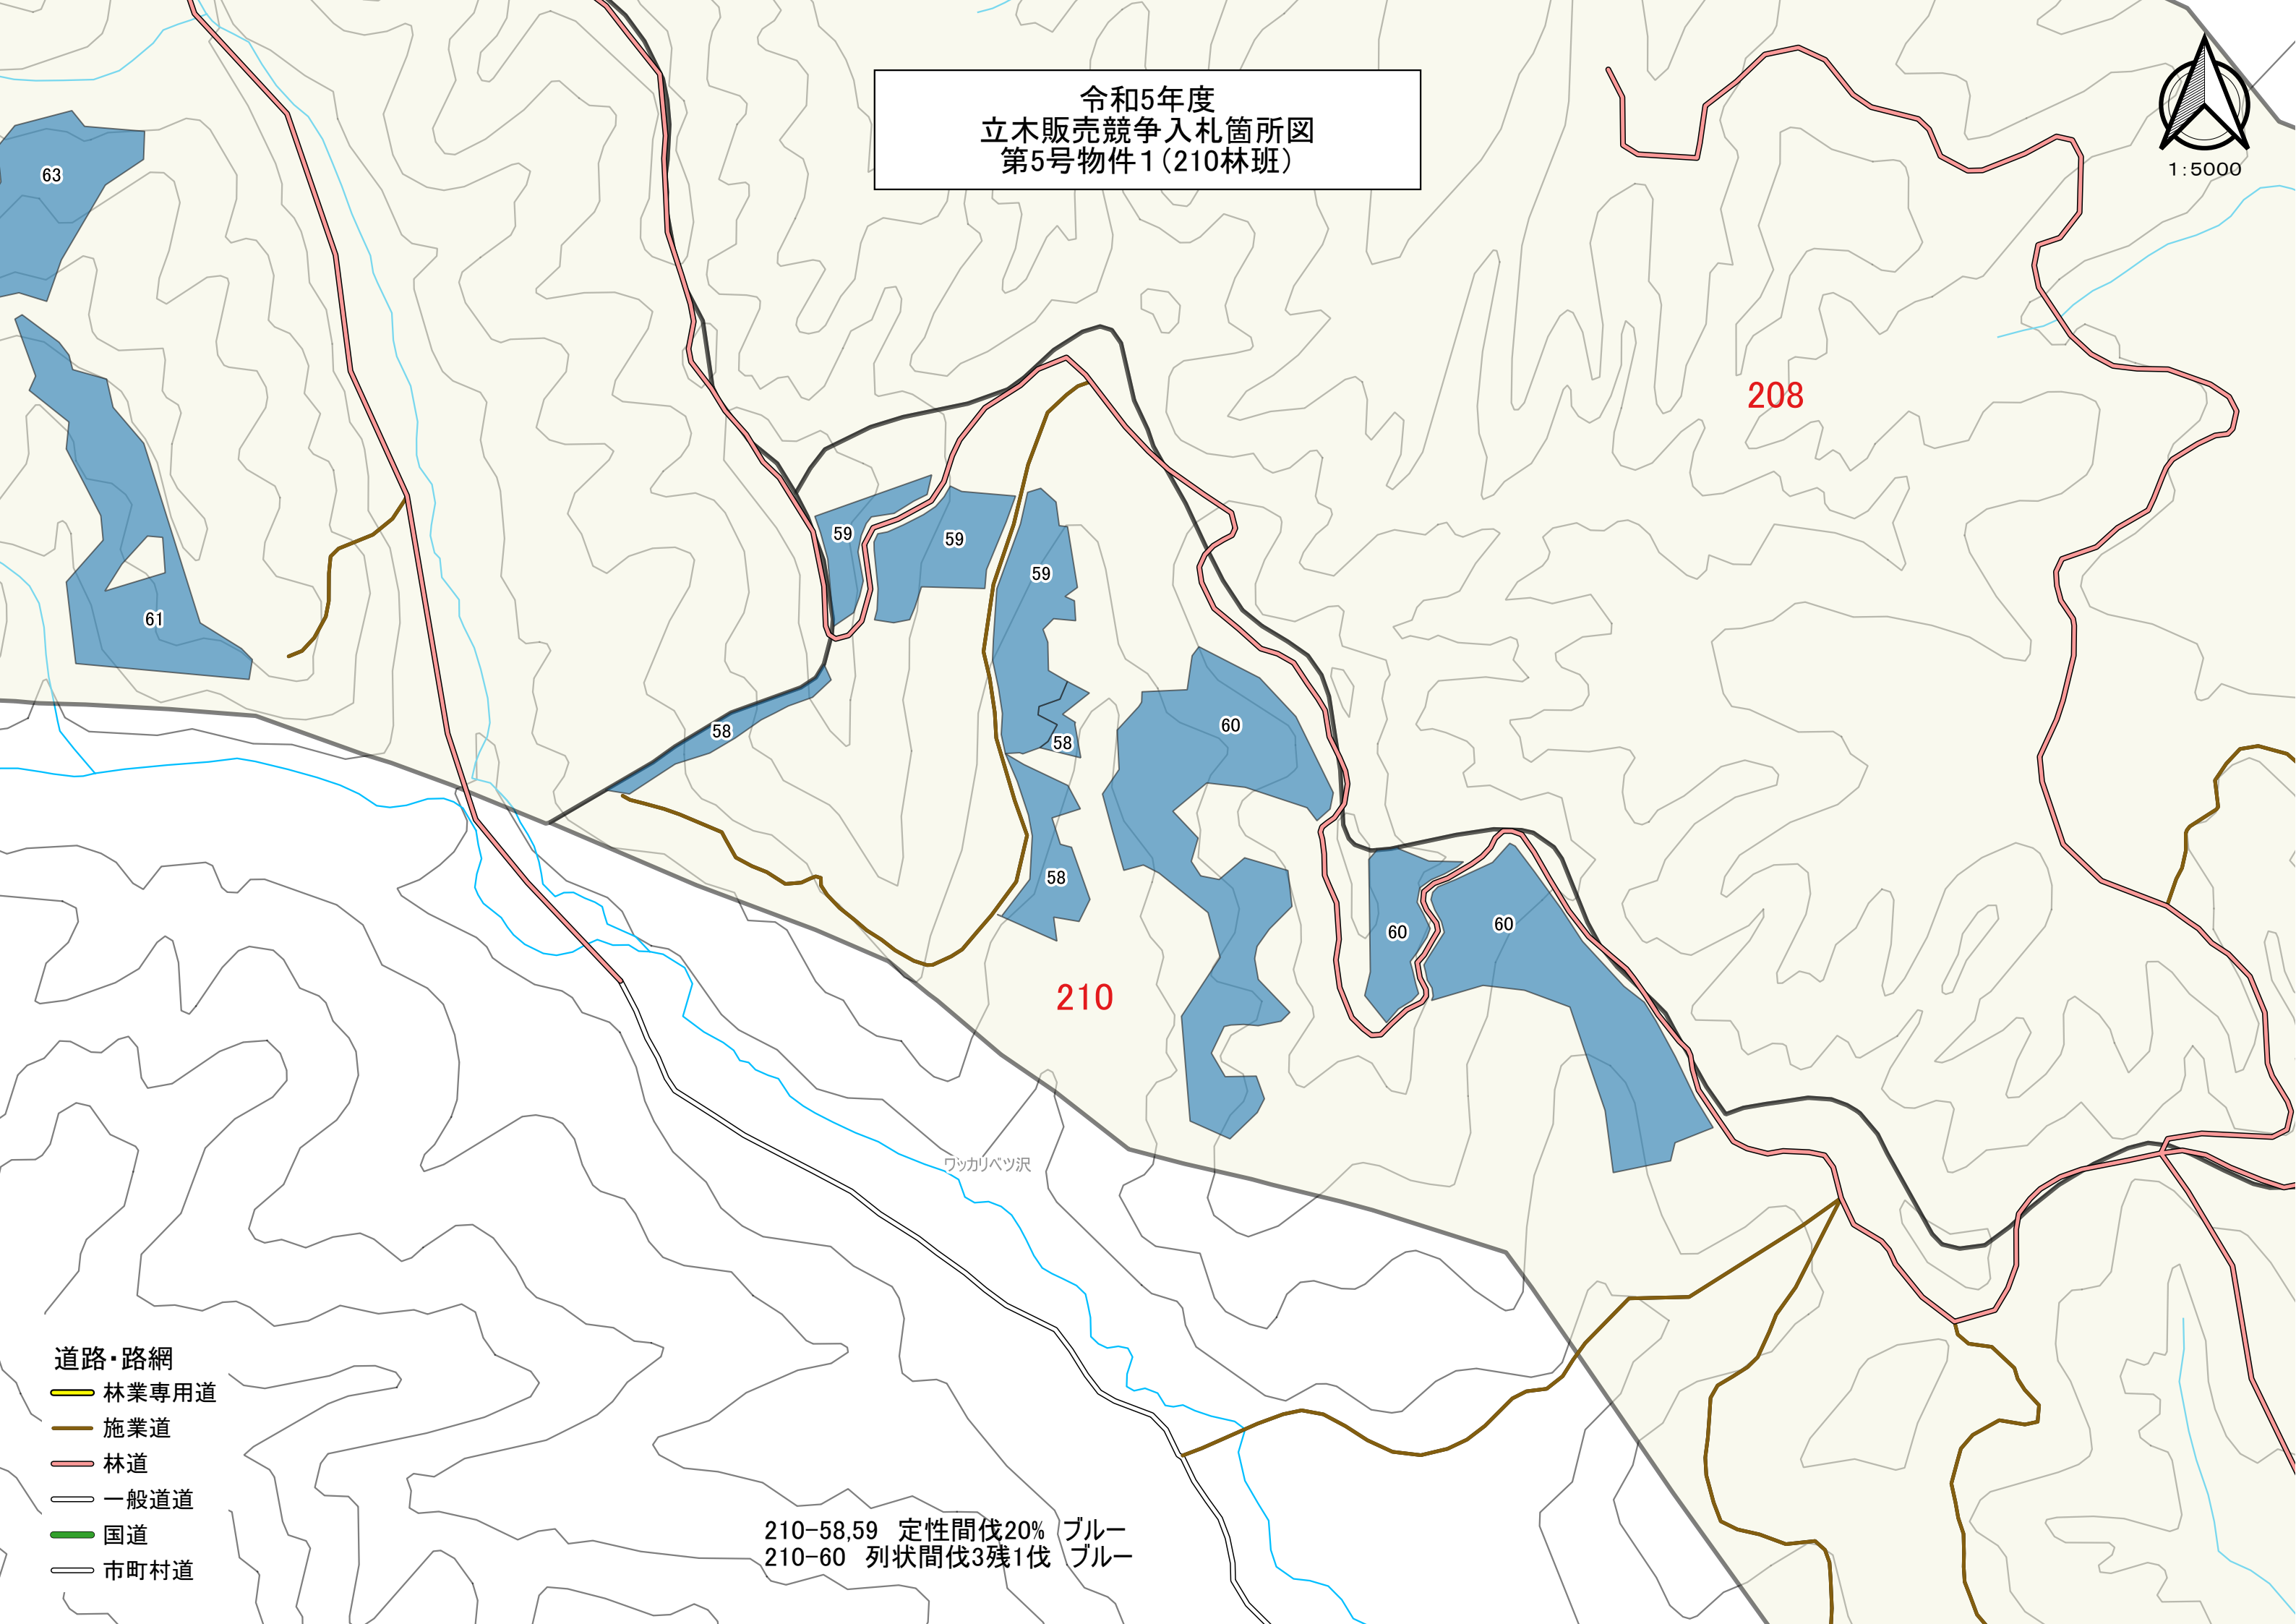 令和5年度
立木販売競争入札箇所図
第5号物件１（210林班）
1:5000
63
208
59
59
59
61
58
60
58
58
60
60
210
ワッカリベツ沢
道路・路網
林業専用道
施業道
林道
一般道道
国道
市町村道
210-58,59　定性間伐20%　ブルー
210-60　列状間伐3残1伐　ブルー